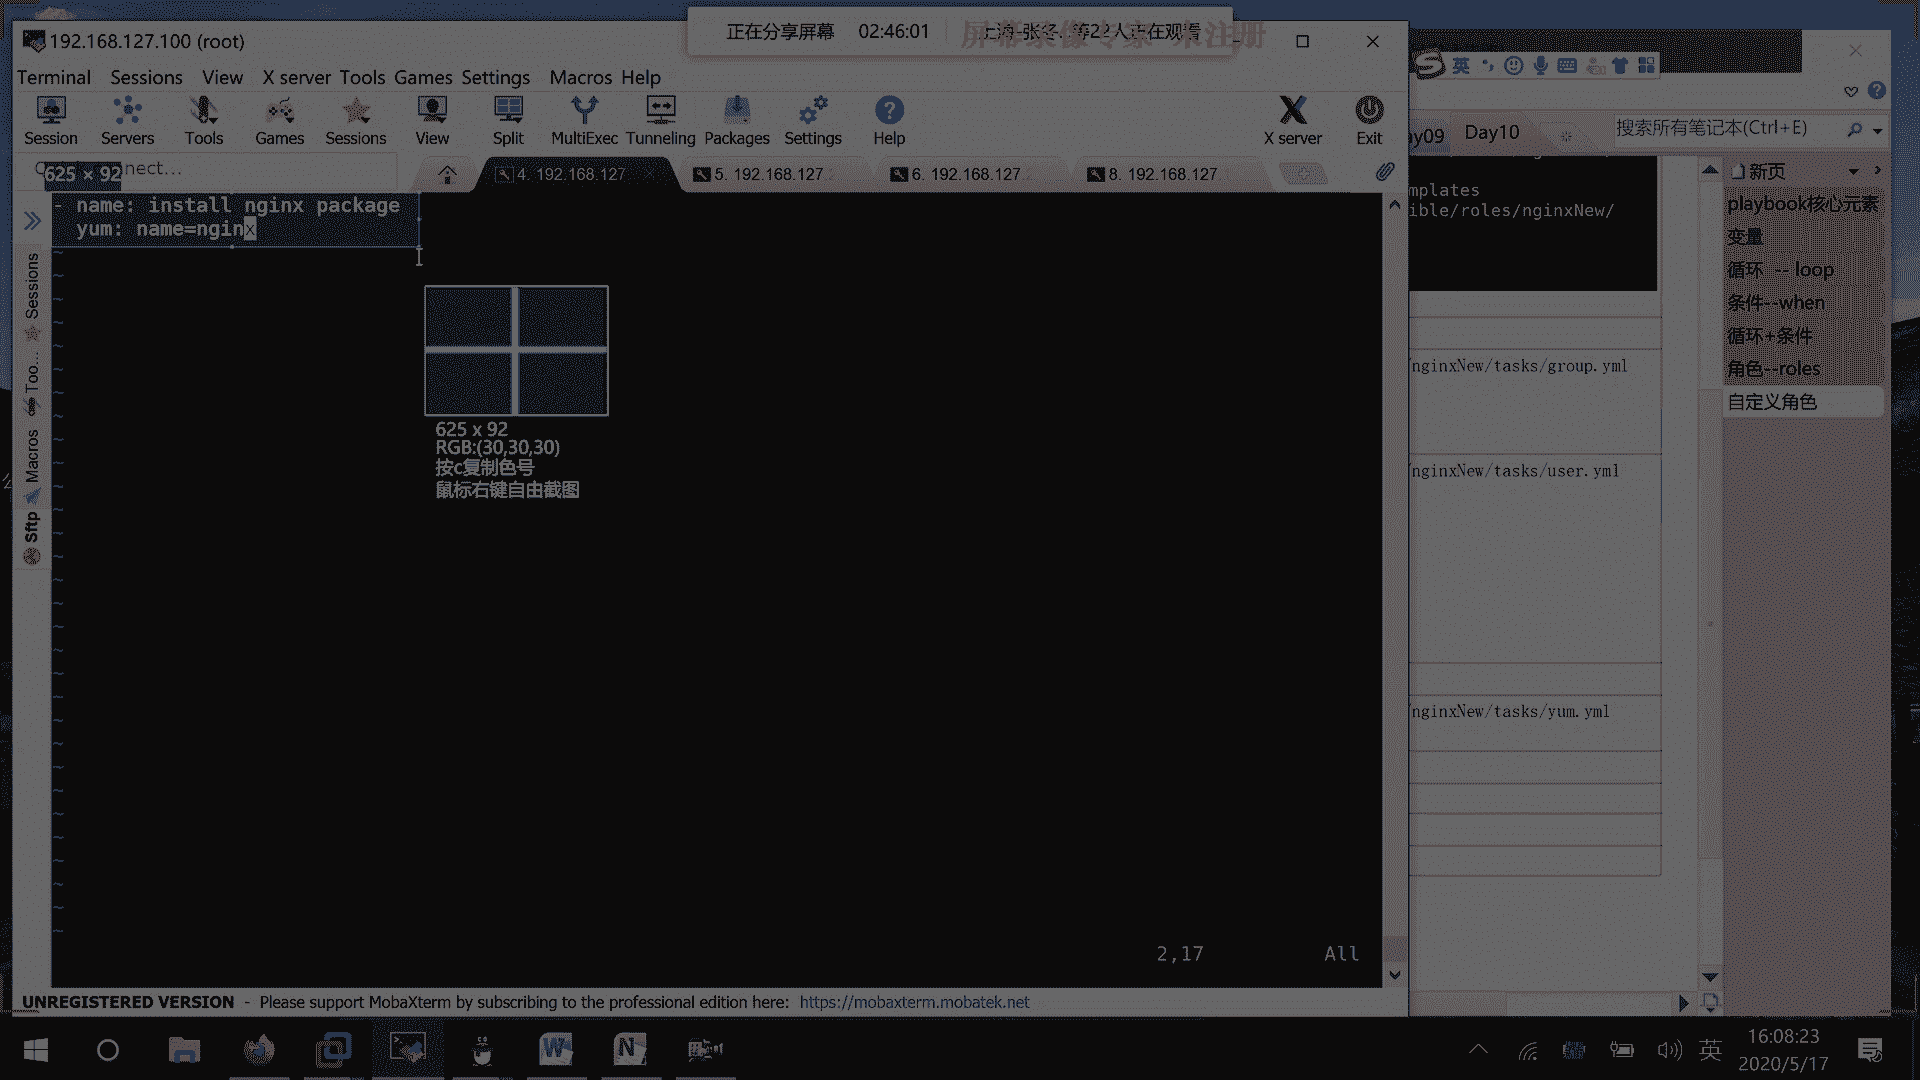 正在分享屏幕 02:46:01 上海-张冬. 等22人正在观看
屏幕录像专家 未注册
192.168.127.100 (root)
Terminal Sessions View X server Tools Games Settings Macros Help
Session Servers Tools Games Sessions View Split MultiExec Tunneling Packages Settings Help X server Exit
625 × 92
nect...
4. 192.168.127
5. 192.168.127.
6. 192.168.127.
8. 192.168.127.
- name: install nginx package
yum: name=nginx
Sessions
Too...
Macros
Sftp
625 x 92
RGB:(30,30,30)
按c复制色号
鼠标右键自由截图
2,17 All
UNREGISTERED VERSION - Please support MobaXterm by subscribing to the professional edition here: https://mobaxterm.mobatek.net
英
ay09 Day10
搜索所有笔记本(Ctrl+E)
mplates
ible/roles/nginxNew/
/nginxNew/tasks/group.yml
/nginxNew/tasks/user.yml
/nginxNew/tasks/yum.yml
新页
playbook核心元素
变量
循环 -- loop
条件--when
循环+条件
角色--roles
自定义角色
英
16:08:23
2020/5/17